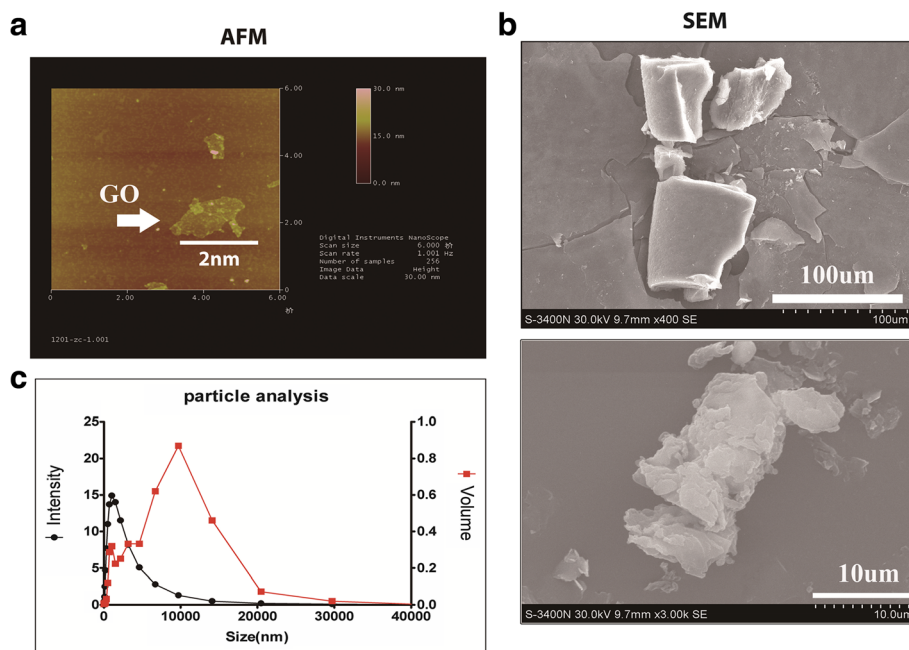 a
AFM
6.00
30.0 nm
15.0 nm
4.00
0.0 nm
GO
2.00
2nm
Digital Instruments NanoScope
Scan size 6.000
Scan rate 1.001 Hz
Number of samples 256
Image Data Height
Data scale 30.00 nm
0
0
2.00
4.00
6.00
1201-zc-1.001
b
SEM
100um
S-3400N 30.0kV 9.7mm x400 SE
100um
10um
S-3400N 30.0kV 9.7mm x3.00k SE
10.0um
c
particle analysis
25
20
15
10
5
0
Intensity
1.0
0.8
0.6
0.4
0.2
0.0
Volume
0
10000
20000
30000
40000
Size(nm)